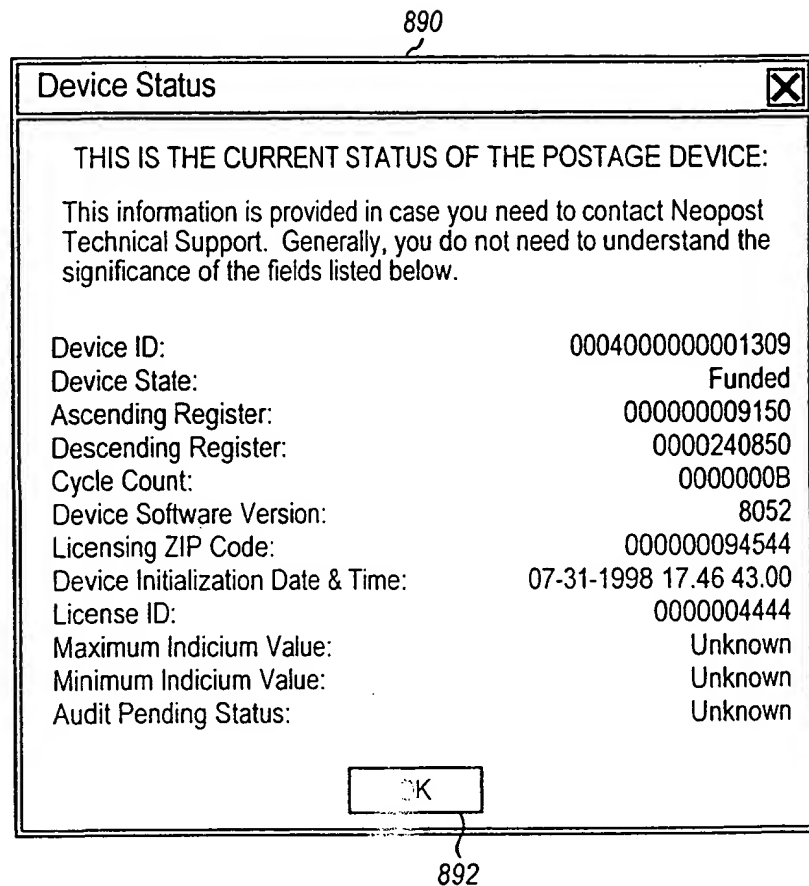 890
Device Status
THIS IS THE CURRENT STATUS OF THE POSTAGE DEVICE:
This information is provided in case you need to contact Neopost
Technical Support. Generally, you do not need to understand the
significance of the fields listed below.
Device ID: 0004000000001309
Device State: Funded
Ascending Register: 000000009150
Descending Register: 0000240850
Cycle Count: 0000000B
Device Software Version: 8052
Licensing ZIP Code: 000000094544
Device Initialization Date & Time: 07-31-1998 17.46 43.00
License ID: 0000004444
Maximum Indicium Value: Unknown
Minimum Indicium Value: Unknown
Audit Pending Status: Unknown
OK
892